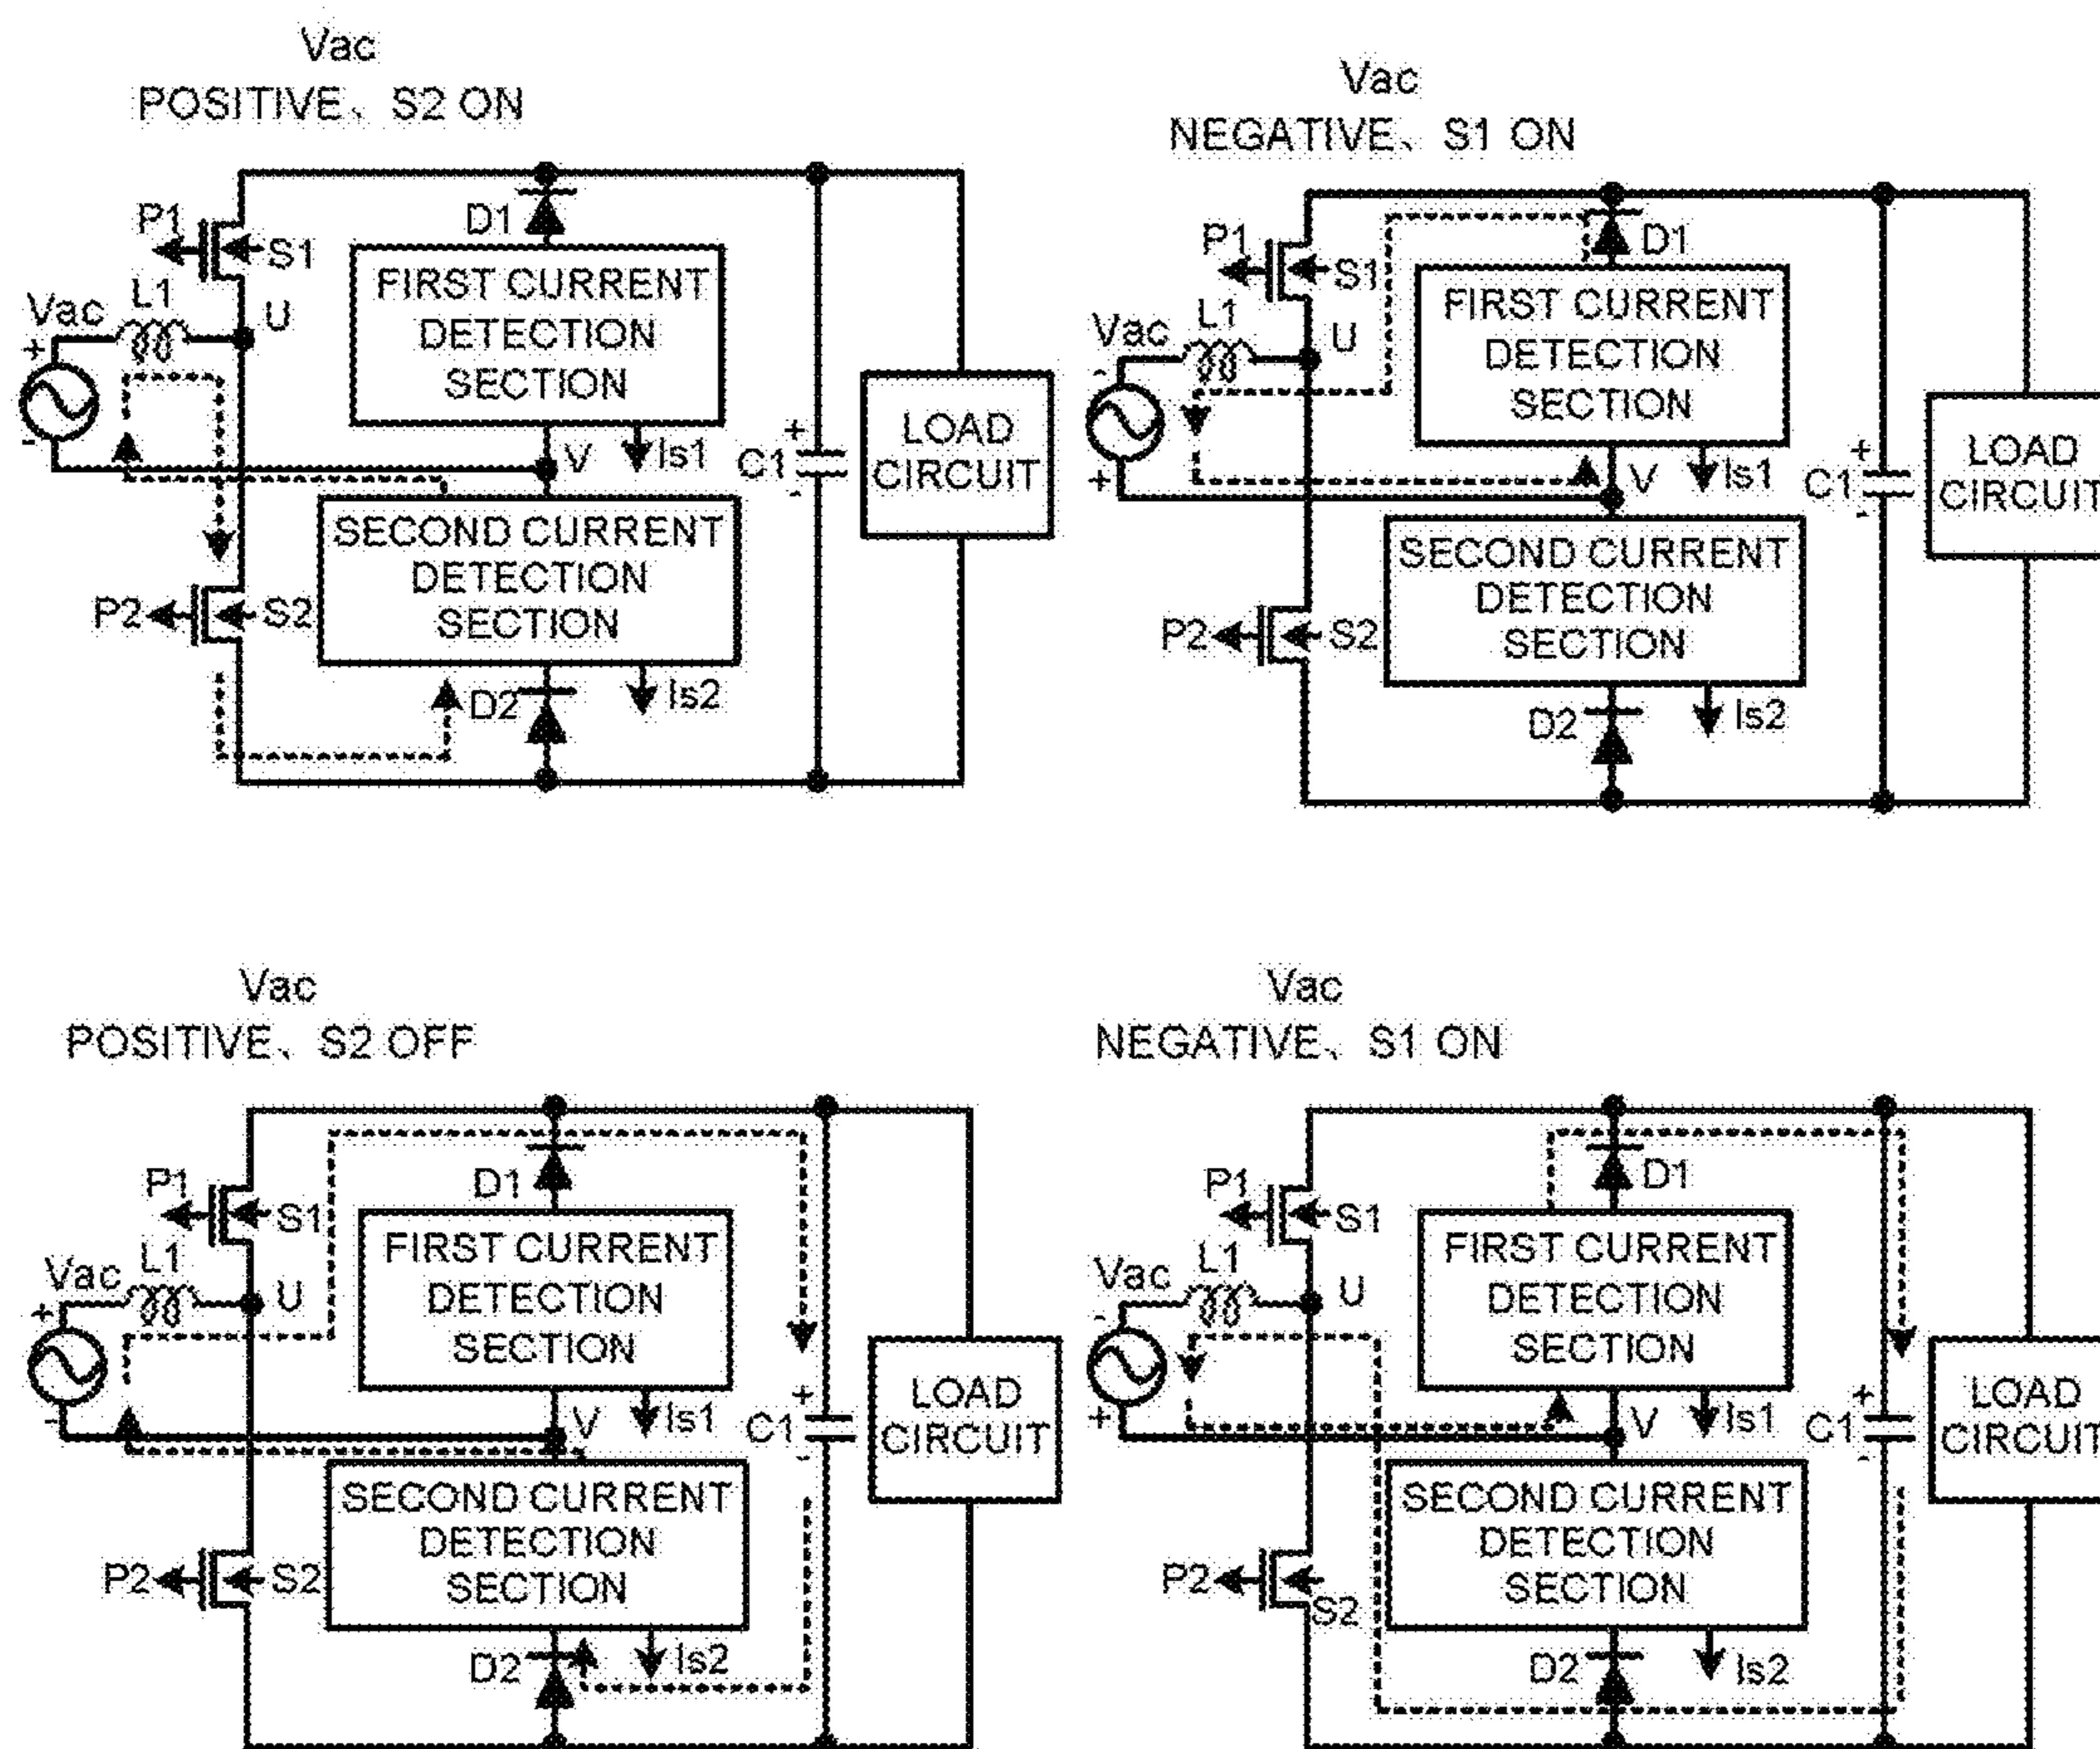 Vac
POSITIVE、S2 ON
P1
S1
D1
L1
U
Vac
+
-
FIRST CURRENT
DETECTION
SECTION
V
Is1
C1
+
-
LOAD
CIRCUIT
SECOND CURRENT
DETECTION
SECTION
P2
S2
D2
Is2
Vac
NEGATIVE、S1 ON
P1
S1
D1
L1
U
Vac
-
+
FIRST CURRENT
DETECTION
SECTION
V
Is1
C1
+
-
LOAD
CIRCUIT
SECOND CURRENT
DETECTION
SECTION
P2
S2
D2
Is2
Vac
POSITIVE、S2 OFF
P1
S1
D1
L1
U
Vac
+
-
FIRST CURRENT
DETECTION
SECTION
V
Is1
C1
+
-
LOAD
CIRCUIT
SECOND CURRENT
DETECTION
SECTION
P2
S2
D2
Is2
Vac
NEGATIVE、S1 ON
P1
S1
D1
L1
U
Vac
-
+
FIRST CURRENT
DETECTION
SECTION
V
Is1
C1
+
-
LOAD
CIRCUIT
SECOND CURRENT
DETECTION
SECTION
P2
S2
D2
Is2